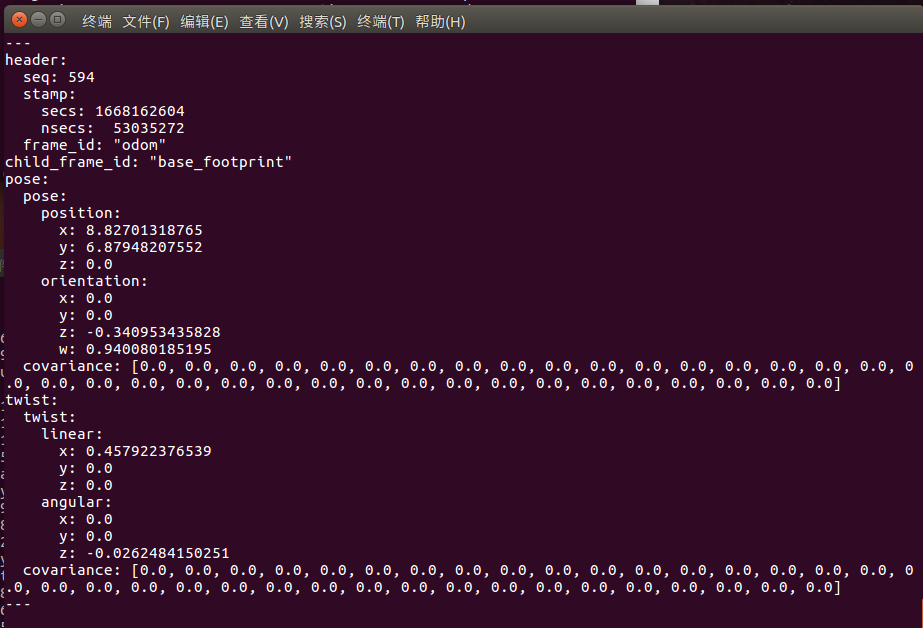 终端 文件(F) 编辑(E) 查看(V) 搜索(S) 终端(T) 帮助(H)
---
header:
  seq: 594
  stamp:
    secs: 1668162604
    nsecs:  53035272
  frame_id: "odom"
child_frame_id: "base_footprint"
pose:
  pose:
    position:
      x: 8.82701318765
      y: 6.87948207552
      z: 0.0
    orientation:
      x: 0.0
      y: 0.0
      z: -0.340953435828
      w: 0.940080185195
  covariance: [0.0, 0.0, 0.0, 0.0, 0.0, 0.0, 0.0, 0.0, 0.0, 0.0, 0.0, 0.0, 0.0, 0.0, 0.0, 0.0, 0.0, 0
.0, 0.0, 0.0, 0.0, 0.0, 0.0, 0.0, 0.0, 0.0, 0.0, 0.0, 0.0, 0.0, 0.0, 0.0, 0.0, 0.0, 0.0, 0.0]
twist:
  twist:
    linear:
      x: 0.457922376539
      y: 0.0
      z: 0.0
    angular:
      x: 0.0
      y: 0.0
      z: -0.0262484150251
  covariance: [0.0, 0.0, 0.0, 0.0, 0.0, 0.0, 0.0, 0.0, 0.0, 0.0, 0.0, 0.0, 0.0, 0.0, 0.0, 0.0, 0.0, 0
.0, 0.0, 0.0, 0.0, 0.0, 0.0, 0.0, 0.0, 0.0, 0.0, 0.0, 0.0, 0.0, 0.0, 0.0, 0.0, 0.0, 0.0, 0.0]
---